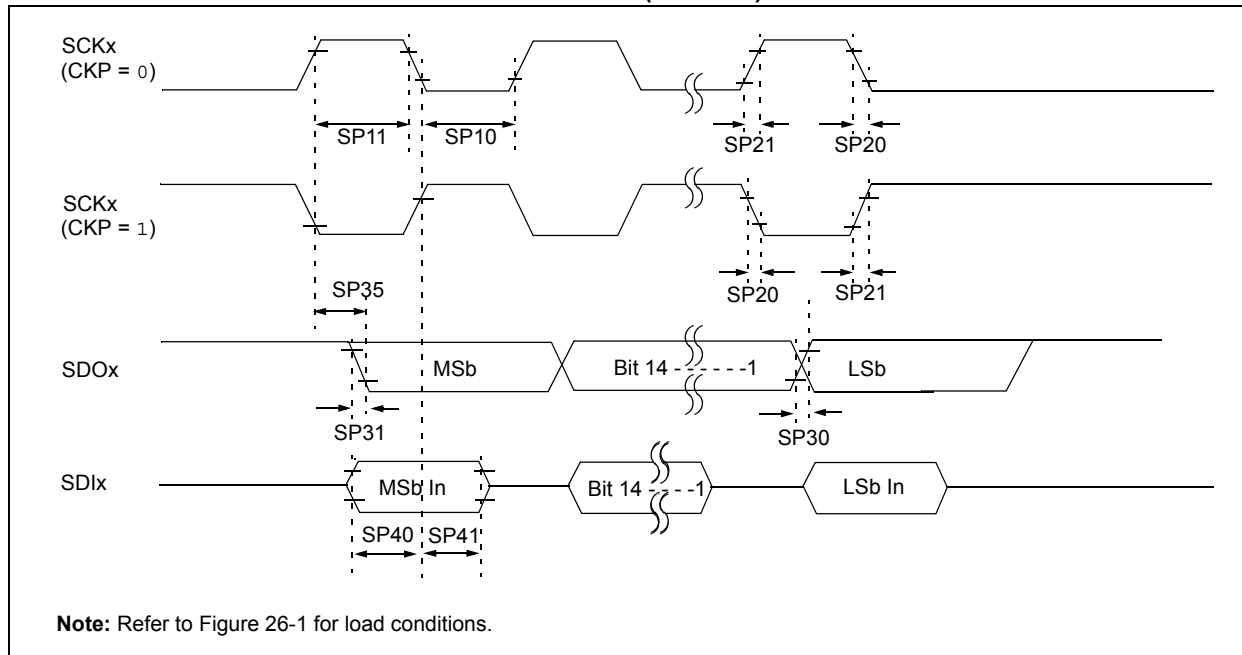 SCKx
(CKP = 0)
SP11
SP10
SP21
SP20
SCKx
(CKP = 1)
SP35
SP20
SP21
SDOx
MSb
Bit 14 - - - - - -1
LSb
SP31
SP30
SDIx
MSb In
Bit 14 - - - -1
LSb In
SP40
SP41
Note: Refer to Figure 26-1 for load conditions.